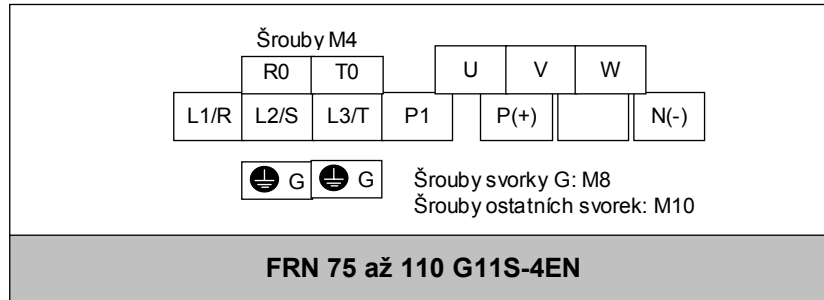 Šrouby M4
R0 T0 U V W
L1/R L2/S L3/T P1 P(+) N(-)
G G Šrouby svorky G: M8
Šrouby ostatních svorek: M10
FRN 75 až 110 G11S-4EN